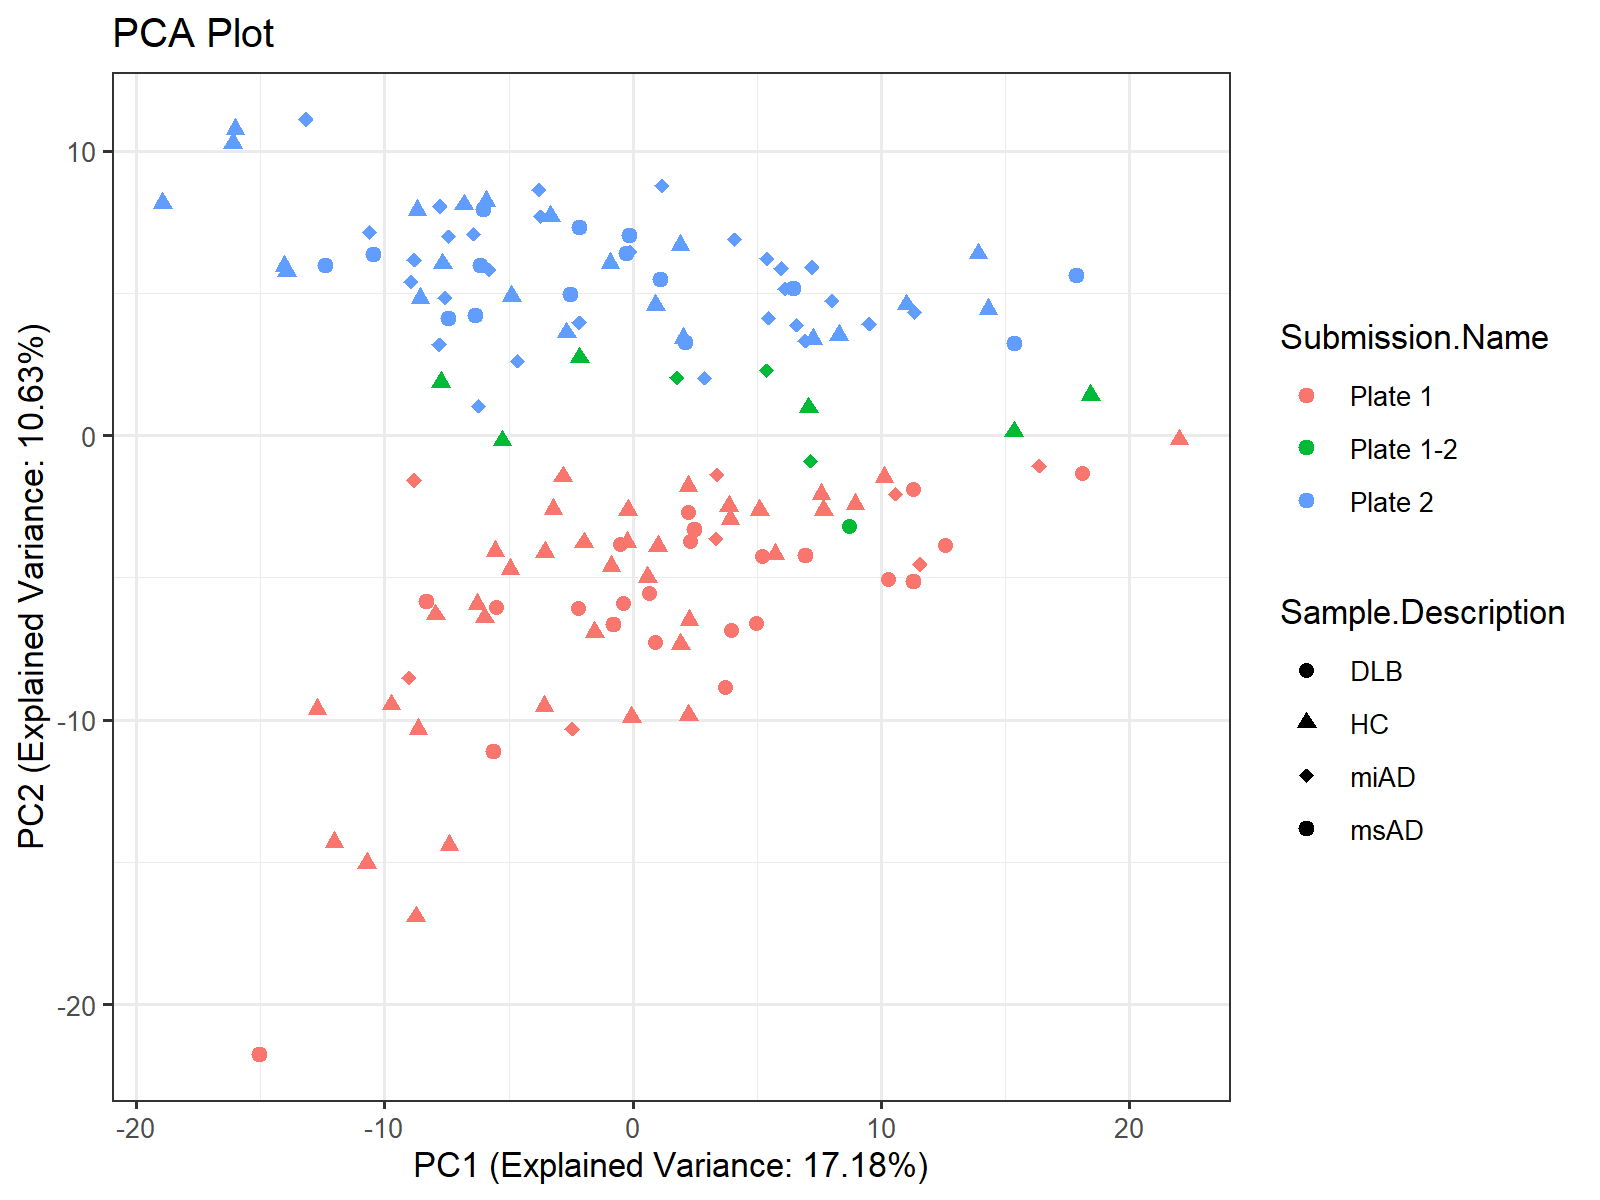 PCA Plot
PC2 (Explained Variance: 10.63%)
10
0
-10
-20
-20
-10
0
10
20
PC1 (Explained Variance: 17.18%)
Submission.Name
Plate 1
Plate 1-2
Plate 2
Sample.Description
DLB
HC
miAD
msAD